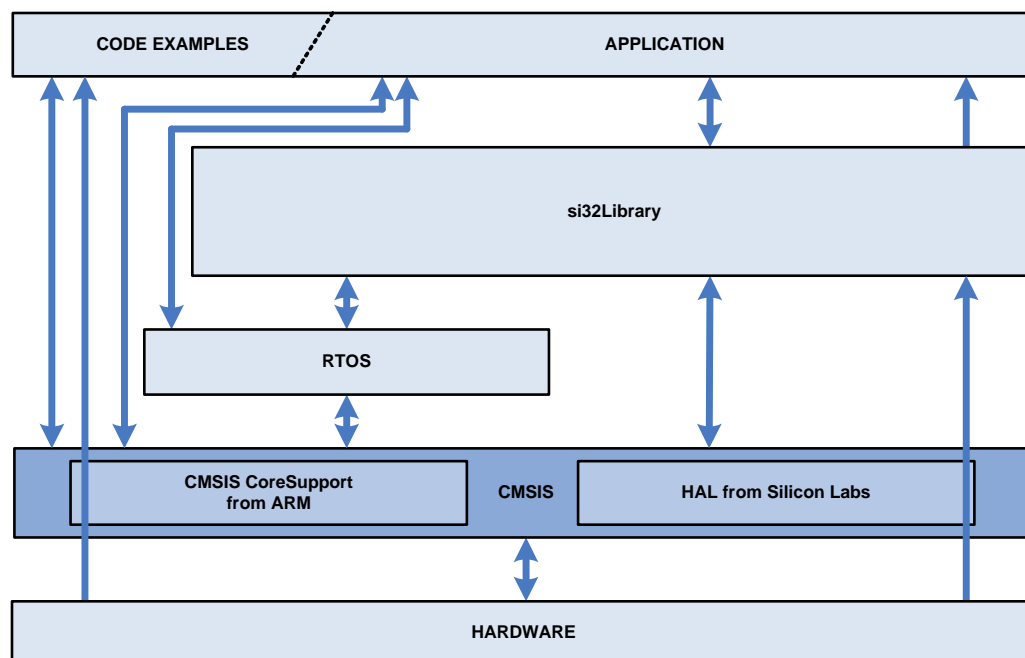 CODE EXAMPLES
APPLICATION
si32Library
RTOS
CMSIS CoreSupport
from ARM
CMSIS
HAL from Silicon Labs
HARDWARE